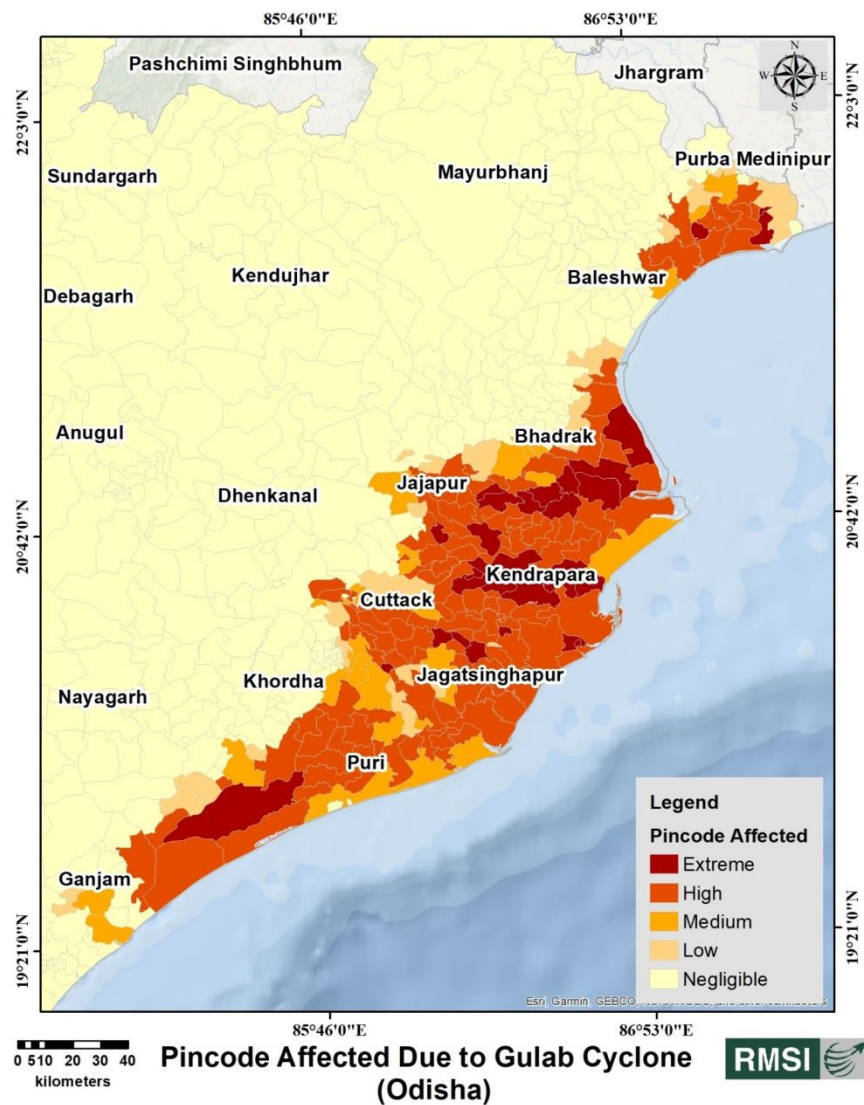 85°46'0"E 86°53'0"E
N
W E
S
Pashchimi Singhbhum
Jhargram
22°3'0"N
22°3'0"N
Purba Medinipur
Sundargarh
Mayurbhanj
Kendujhar
Baleshwar
Debagarh
Anugul
Bhadrak
Jajapur
Dhenkanal
20°42'0"N
20°42'0"N
Kendrapara
Cuttack
Khordha
Jagatsinghapur
Nayagarh
Puri
Legend
Pincode Affected
Extreme
High
Medium
Low
Negligible
Ganjam
19°21'0"N
19°21'0"N
Esri, Garmin, GEBCO,
85°46'0"E 86°53'0"E
0 5 10 20 30 40
kilometers
Pincode Affected Due to Gulab Cyclone
(Odisha)
RMSI